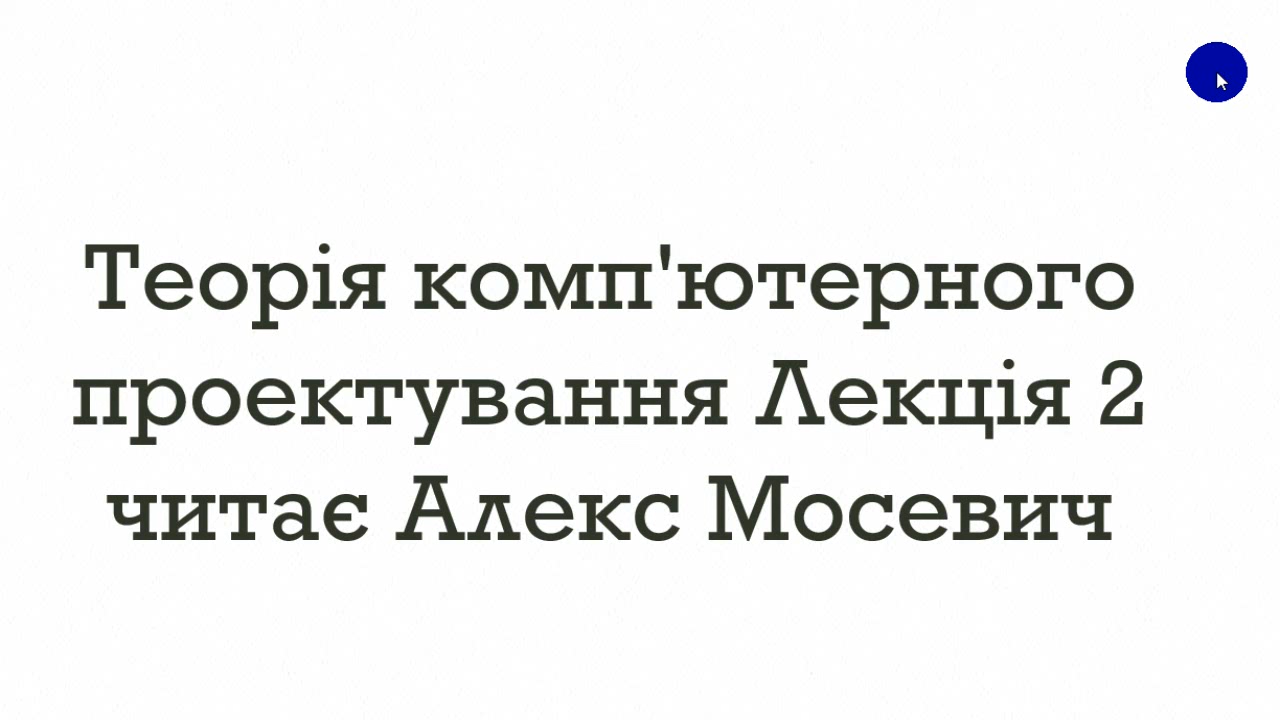 Теорія комп'ютерного
проектування Лекція 2
читає Алекс Мосевич